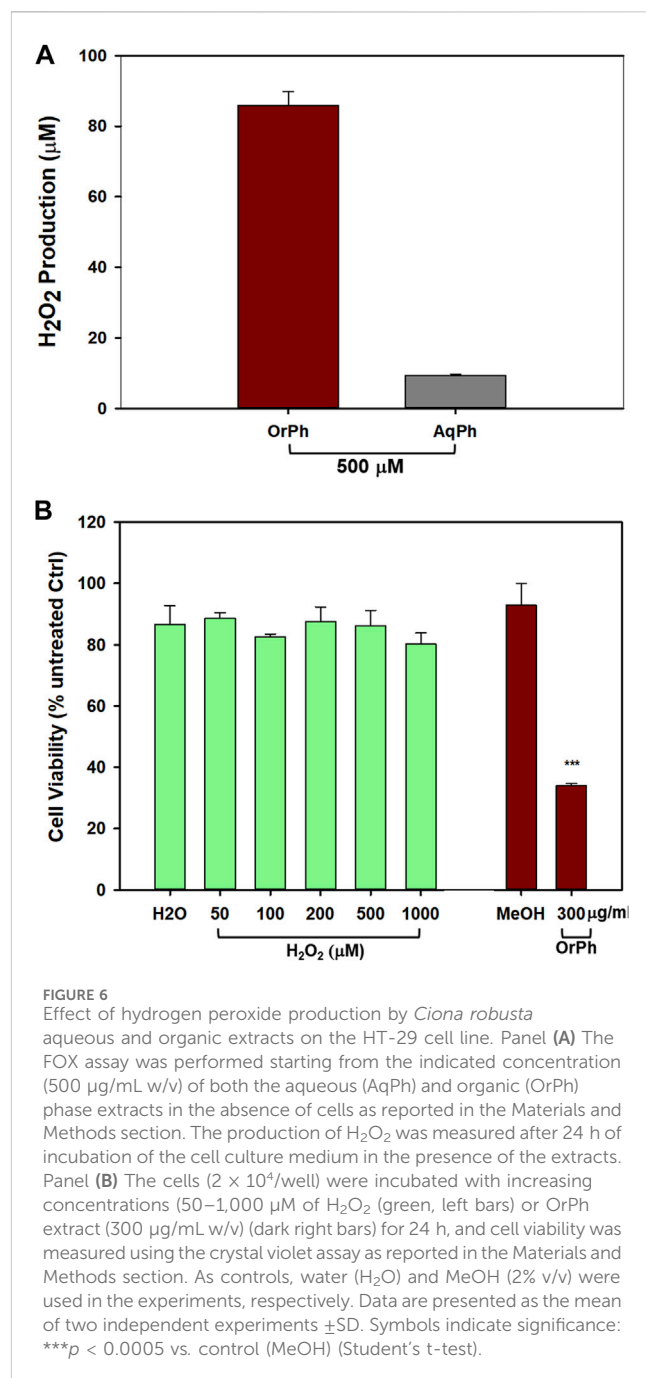 A
H₂O₂ Production (µM)
100
80
60
40
20
0
OrPh AqPh
500 µM
B
Cell Viability (% untreated Ctrl)
120
100
80
60
40
20
0
***
H2O 50 100 200 500 1000 MeOH 300 µg/ml
H₂O₂ (µM) OrPh
FIGURE 6
Effect of hydrogen peroxide production by Ciona robusta
aqueous and organic extracts on the HT-29 cell line. Panel (A) The
FOX assay was performed starting from the indicated concentration
(500 µg/mL w/v) of both the aqueous (AqPh) and organic (OrPh)
phase extracts in the absence of cells as reported in the Materials and
Methods section. The production of H₂O₂ was measured after 24 h of
incubation of the cell culture medium in the presence of the extracts.
Panel (B) The cells (2 × 10⁴/well) were incubated with increasing
concentrations (50–1,000 µM of H₂O₂ (green, left bars) or OrPh
extract (300 µg/mL w/v) (dark right bars) for 24 h, and cell viability was
measured using the crystal violet assay as reported in the Materials and
Methods section. As controls, water (H₂O) and MeOH (2% v/v) were
used in the experiments, respectively. Data are presented as the mean
of two independent experiments ±SD. Symbols indicate significance:
***p < 0.0005 vs. control (MeOH) (Student's t-test).